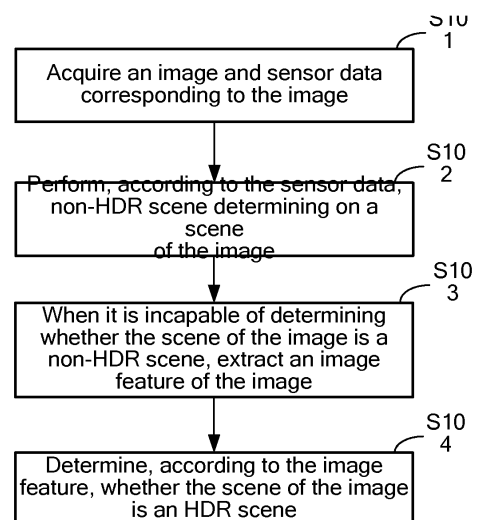 S10
1
Acquire an image and sensor data
corresponding to the image
S10
2
Perform, according to the sensor data,
non-HDR scene determining on a
scene
of the image
S10
3
When it is incapable of determining
whether the scene of the image is a
non-HDR scene, extract an image
feature of the image
S10
4
Determine, according to the image
feature, whether the scene of the image
is an HDR scene